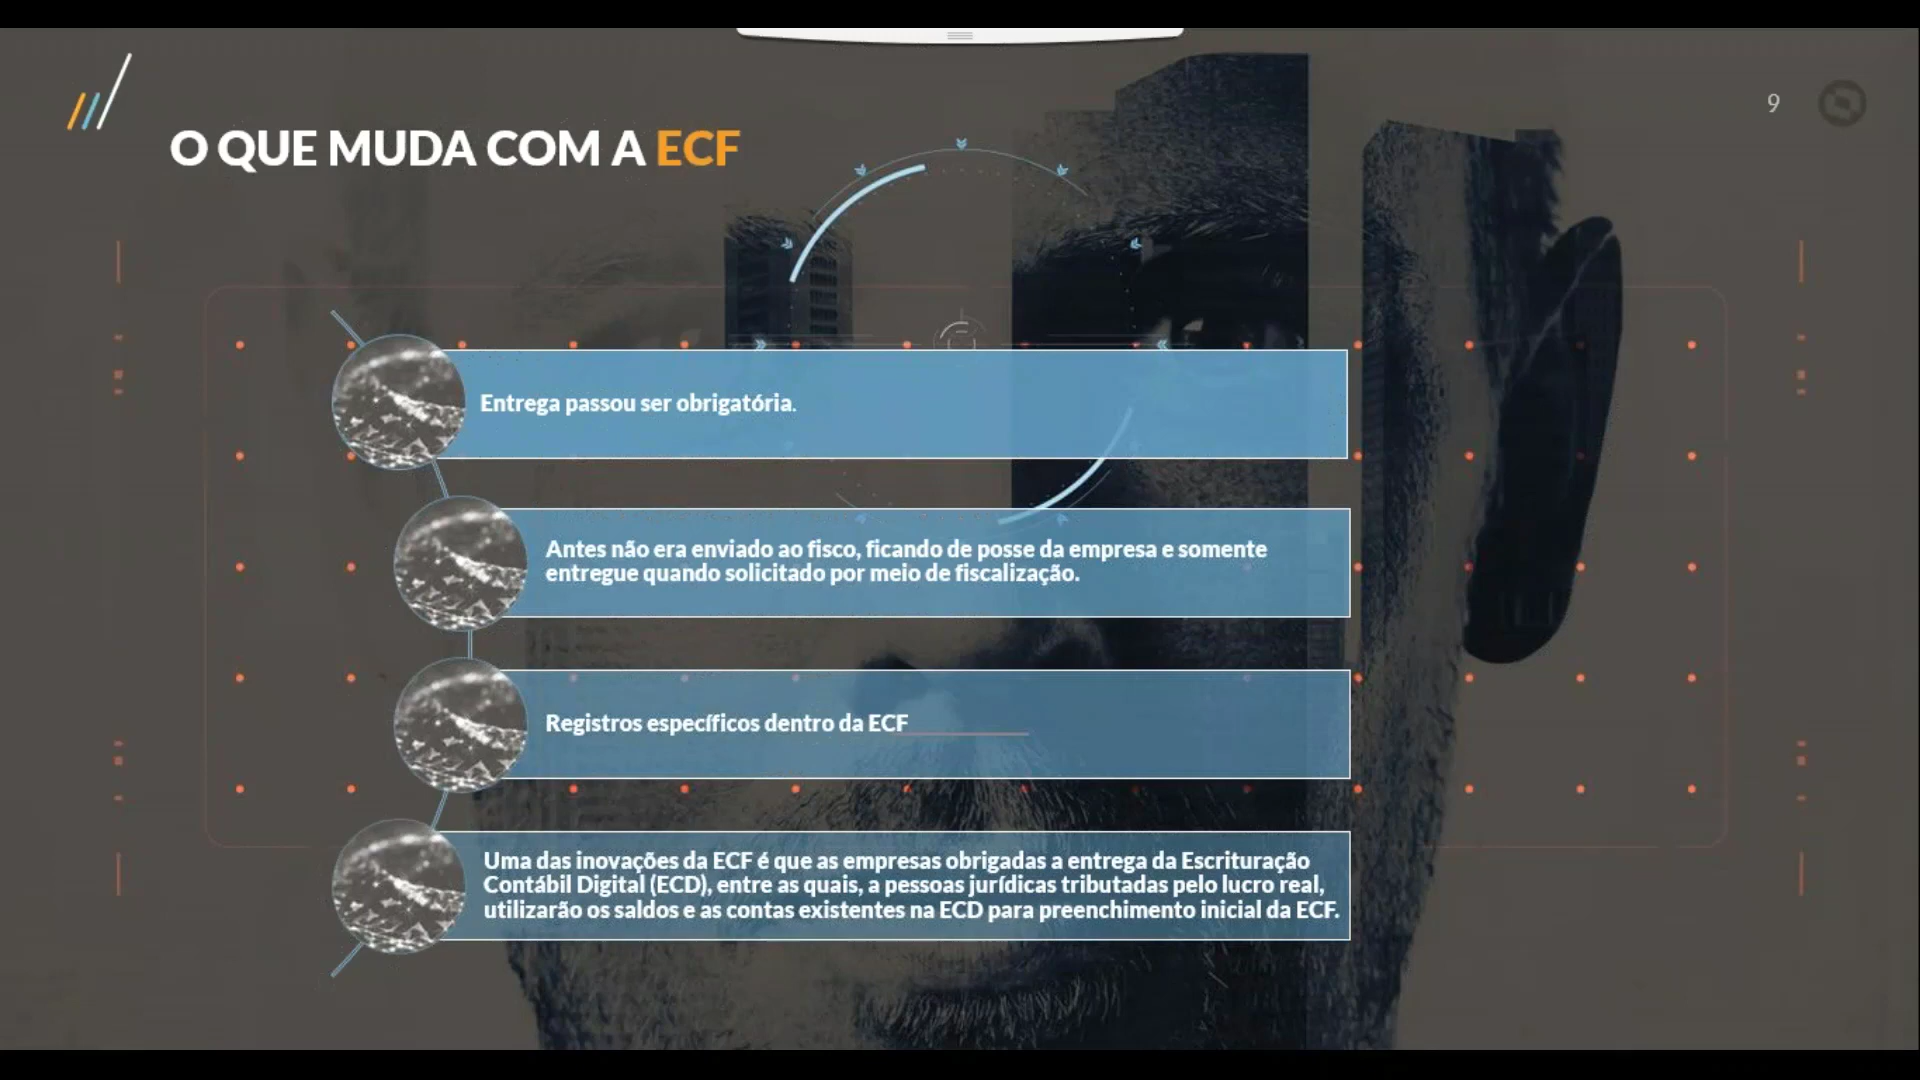 9
O QUE MUDA COM A ECF
Entrega passou ser obrigatória.
Antes não era enviado ao fisco, ficando de posse da empresa e somente
entregue quando solicitado por meio de fiscalização.
Registros específicos dentro da ECF
Uma das inovações da ECF é que as empresas obrigadas a entrega da Escrituração
Contábil Digital (ECD), entre as quais, a pessoas jurídicas tributadas pelo lucro real,
utilizarão os saldos e as contas existentes na ECD para preenchimento inicial da ECF.